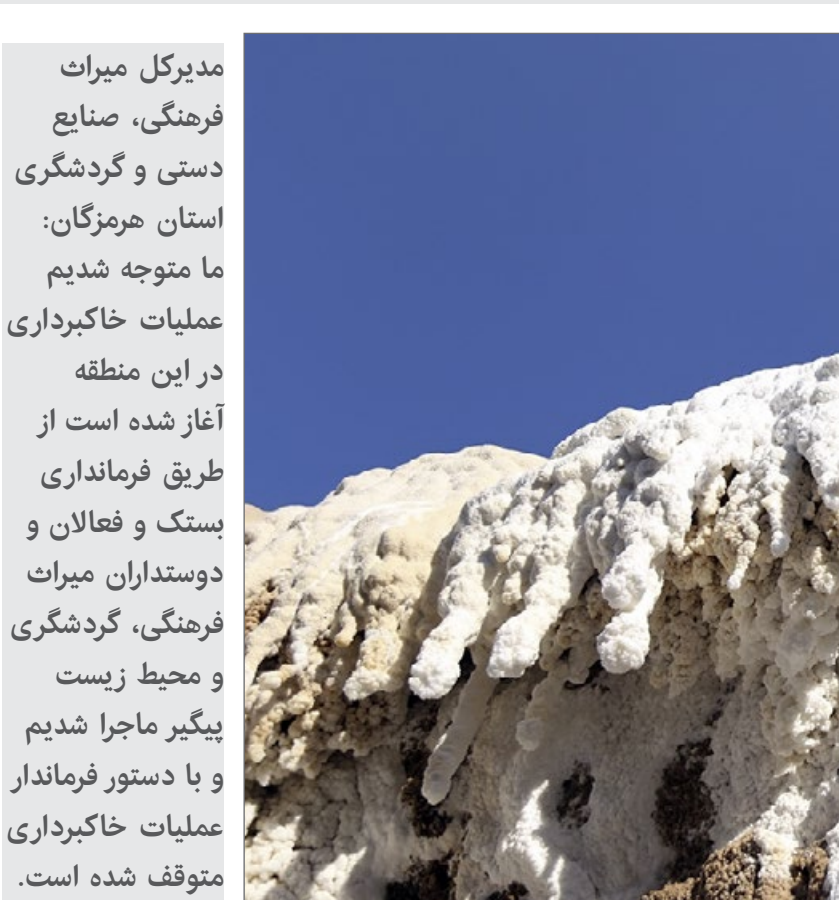 مدیرکل میراث
فرهنگی، صنایع
دستی و گردشگری
استان هرمزگان:
ما متوجه شدیم
عملیات خاکبرداری
در این منطقه
آغاز شده است از
طریق فرمانداری
بستک و فعالان و
دوستداران میراث
فرهنگی، گردشگری
و محیط زیست
پیگیر ماجرا شدیم
و با دستور فرماندار
عملیات خاکبرداری
متوقف شده است.